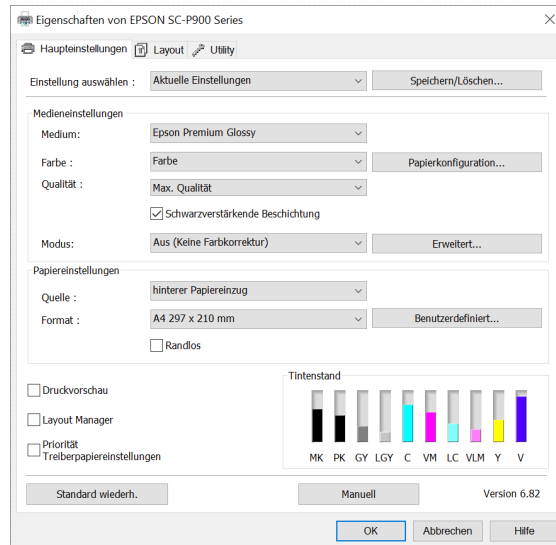 Eigenschaften von EPSON SC-P900 Series
Haupteinstellungen Layout Utility
Einstellung auswählen : Aktuelle Einstellungen Speichern/Löschen...
Medieneinstellungen
Medium: Epson Premium Glossy
Farbe : Farbe Papierkonfiguration...
Qualität : Max. Qualität
Schwarzverstärkende Beschichtung
Modus: Aus (Keine Farbkorrektur) Erweitert...
Papiereinstellungen
Quelle : hinterer Papiereinzug
Format : A4 297 x 210 mm Benutzerdefiniert...
Randlos
Tintenstand
Druckvorschau
Layout Manager
Priorität
Treiberpapiereinstellungen
MK PK GY LGY C VM LC VLM Y V
Standard wiederh. Manuell Version 6.82
OK Abbrechen Hilfe